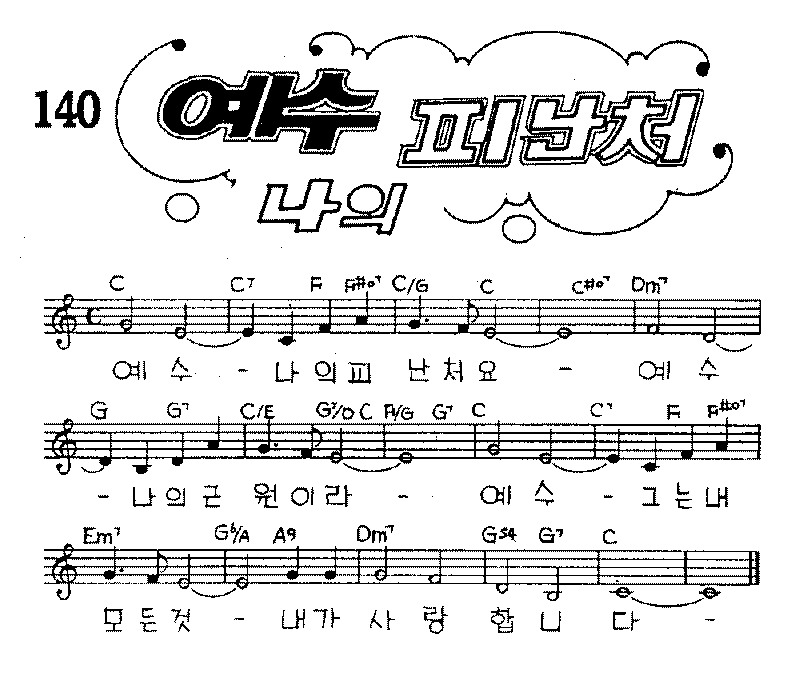 140
예수 나의 피난처
C C7 F F#o7 C/G C C#o7 Dm7
예 수 - 나 의 피 난 처 요 - 예 수
G G7 C/E G7/D C F/G G7 C C7 F F#o7
- 나 의 근 원 이 라 - 예 수 - 그 는 내
Em7 G6/A A9 Dm7 Gs4 G7 C
모 든 것 - 내 가 사 랑 합 니 다 -